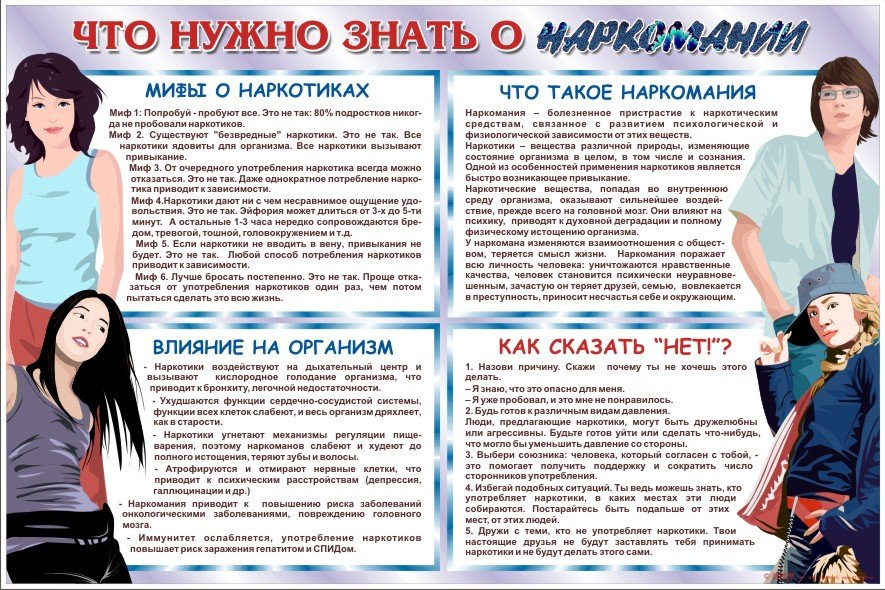 ЧТО НУЖНО ЗНАТЬ О НАРКОМАНИИ
МИФЫ О НАРКОТИКАХ
Миф 1: Попробуй - пробуют все. Это не так: 80% подростков никог-
да не пробовали наркотиков.
Миф 2. Существуют "безвредные" наркотики. Это не так. Все
наркотики ядовиты для организма. Все наркотики вызывают
привыкание.
Миф 3. От очередного употребления наркотика всегда можно
отказаться. Это не так. Даже однократное потребление нарко-
тика приводит к зависимости.
Миф 4.Наркотики дают ни с чем несравнимое ощущение удо-
вольствия. Это не так. Эйфория может длиться от 3-х до 5-ти
минут. А остальные 1-3 часа нередко сопровождаются бре-
дом, тревогой, тошной, головокружением и т.д.
Миф 5. Если наркотики не вводить в вену, привыкания не
будет. Это не так. Любой способ потребления наркотиков
приводит к зависимости.
Миф 6. Лучше бросать постепенно. Это не так. Проще отка-
заться от употребления наркотиков один раз, чем потом
пытаться сделать это всю жизнь.
ЧТО ТАКОЕ НАРКОМАНИЯ
Наркомания – болезненное пристрастие к наркотическим
средствам, связанное с развитием психологической и
физиологической зависимости от этих веществ.
Наркотики – вещества различной природы, изменяющие
состояние организма в целом, в том числе и сознания.
Одной из особенностей применения наркотиков является
быстро возникающее привыкание.
Наркотические вещества, попадая во внутреннюю
среду организма, оказывают сильнейшее воздей-
ствие, прежде всего на головной мозг. Они влияют на
психику, приводят к духовной деградации и полному
физическому истощению организма.
У наркомана изменяются взаимоотношения с общест-
вом, теряется смысл жизни. Наркомания поражает
всю личность человека: уничтожаются нравственные
качества, человек становится психически неуравнове-
шенным, зачастую он теряет друзей, семью, вовлекается
в преступность, приносит несчастья себе и окружающим.
ВЛИЯНИЕ НА ОРГАНИЗМ
- Наркотики воздействуют на дыхательный центр и
вызывают кислородное голодание организма, что
приводит к бронхиту, легочной недостаточности.
- Ухудшаются функции сердечно-сосудистой системы,
функции всех клеток слабеют, и весь организм дряхлеет,
как в старости.
- Наркотики угнетают механизмы регуляции пище-
варения, поэтому наркоманов слабеют и худеют до
полного истощения, теряют зубы и волосы.
- Атрофируются и отмирают нервные клетки, что
приводит к психическим расстройствам (депрессия,
галлюцинации и др.)
- Наркомания приводит к повышению риска заболеваний
онкологическими заболеваниями, повреждению головного
мозга.
- Иммунитет ослабляется, употребление наркотиков
повышает риск заражения гепатитом и СПИДом.
КАК СКАЗАТЬ “НЕТ!”?
1. Назови причину. Скажи почему ты не хочешь этого
делать.
– Я знаю, что это опасно для меня.
– Я уже пробовал, и это мне не понравилось.
2. Будь готов к различным видам давления.
Люди, предлагающие наркотики, могут быть дружелюбны
или агрессивны. Будьте готов уйти или сделать что-нибудь,
что могло бы уменьшить давление со стороны.
3. Выбери союзника: человека, который согласен с тобой, -
это помогает получить поддержку и сократить число
сторонников употребления.
4. Избегай подобных ситуаций. Ты ведь можешь знать, кто
употребляет наркотики, в каких местах эти люди
собираются. Постарайтесь быть подальше от этих
мест, от этих людей.
5. Дружи с теми, кто не употребляет наркотики. Твои
настоящие друзья не будут заставлять тебя принимать
наркотики и не будут делать этого сами.